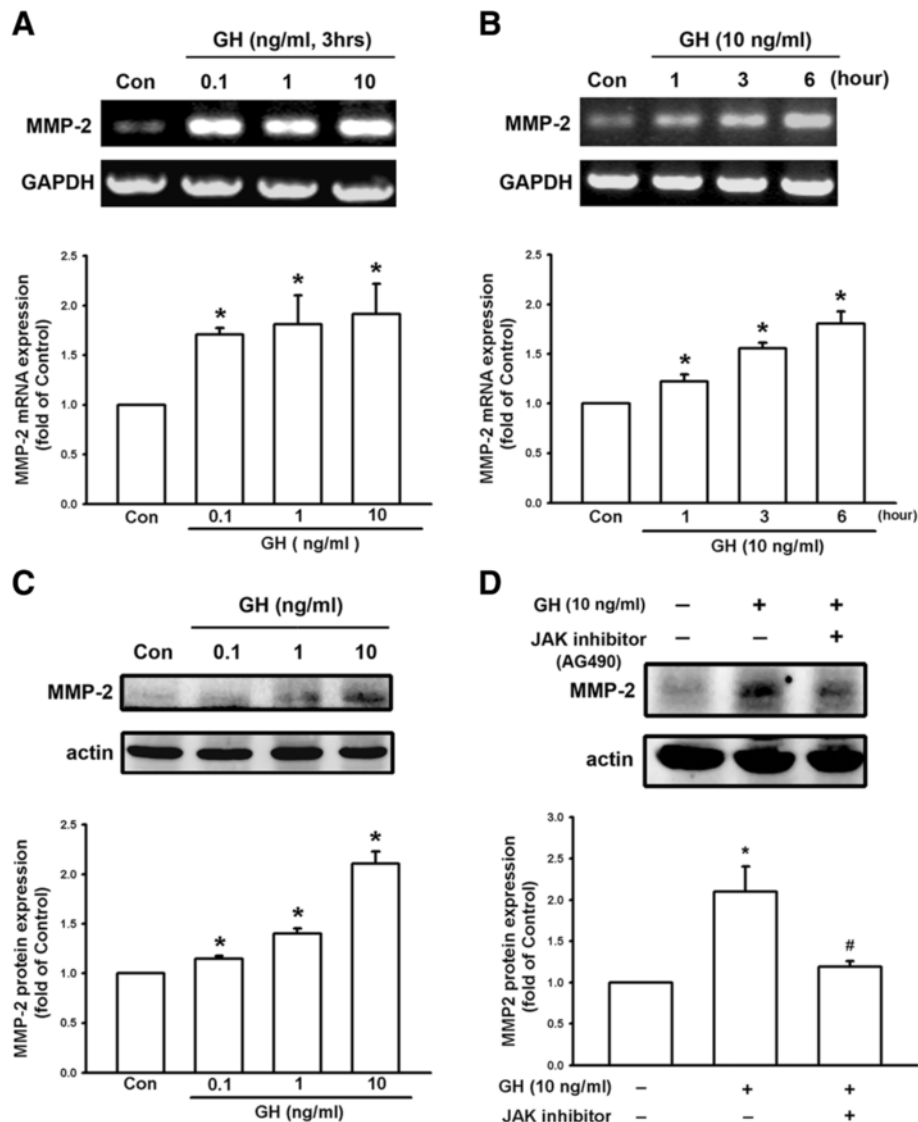 A
GH (ng/ml, 3hrs)
Con 0.1 1 10
MMP-2
GAPDH
MMP-2 mRNA expression
(fold of Control)
2.5
2.0
1.5
1.0
0.5
0.0
* * *
Con 0.1 1 10
GH ( ng/ml )
B
GH (10 ng/ml)
Con 1 3 6 (hour)
MMP-2
GAPDH
MMP-2 mRNA expression
(fold of Control)
2.5
2.0
1.5
1.0
0.5
0.0
* * *
Con 1 3 6 (hour)
GH (10 ng/ml)
C
GH (ng/ml)
Con 0.1 1 10
MMP-2
actin
MMP-2 protein expression
(fold of Control)
2.5
2.0
1.5
1.0
0.5
0.0
* * *
Con 0.1 1 10
GH (ng/ml)
D
GH (10 ng/ml) – + +
JAK inhibitor – – +
(AG490)
MMP-2
actin
MMP2 protein expression
(fold of Control)
3.0
2.5
2.0
1.5
1.0
0.5
0.0
* #
GH (10 ng/ml) – + +
JAK inhibitor – – +